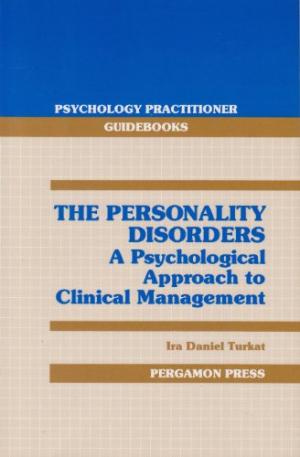 PSYCHOLOGY PRACTITIONER
GUIDEBOOKS
THE PERSONALITY
DISORDERS
A Psychological
Approach to
Clinical Management
Ira Daniel Turkat
PERGAMON PRESS